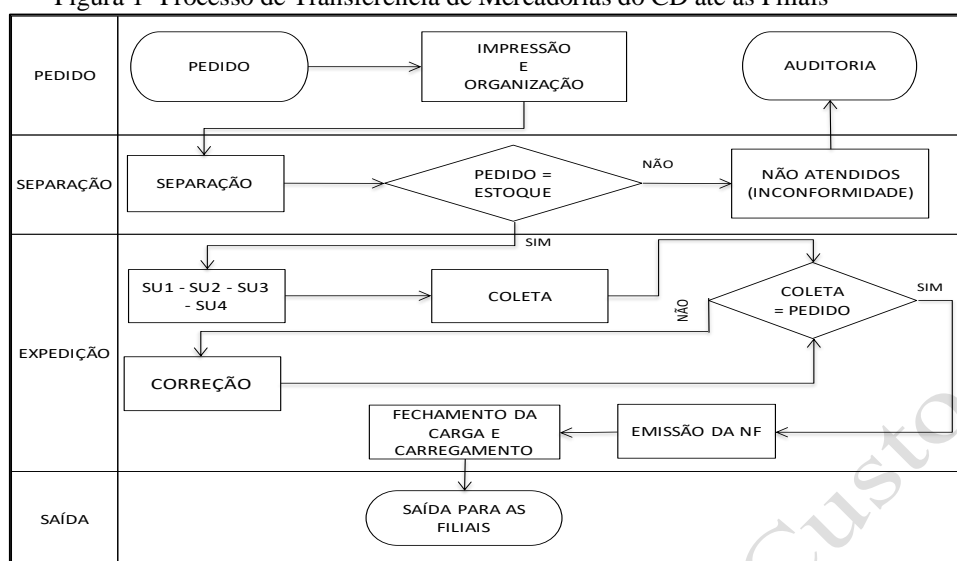 Figura 1- Processo de Transferência de Mercadorias do CD até as Filiais
PEDIDO
PEDIDO
IMPRESSÃO
E
ORGANIZAÇÃO
AUDITORIA
SEPARAÇÃO
SEPARAÇÃO
PEDIDO =
ESTOQUE
NÃO
NÃO ATENDIDOS
(INCONFORMIDADE)
SIM
EXPEDIÇÃO
SU1 - SU2 - SU3
- SU4
COLETA
COLETA
= PEDIDO
SIM
NÃO
CORREÇÃO
FECHAMENTO DA
CARGA E
CARREGAMENTO
EMISSÃO DA NF
SAÍDA
SAÍDA PARA AS
FILIAIS
Custo